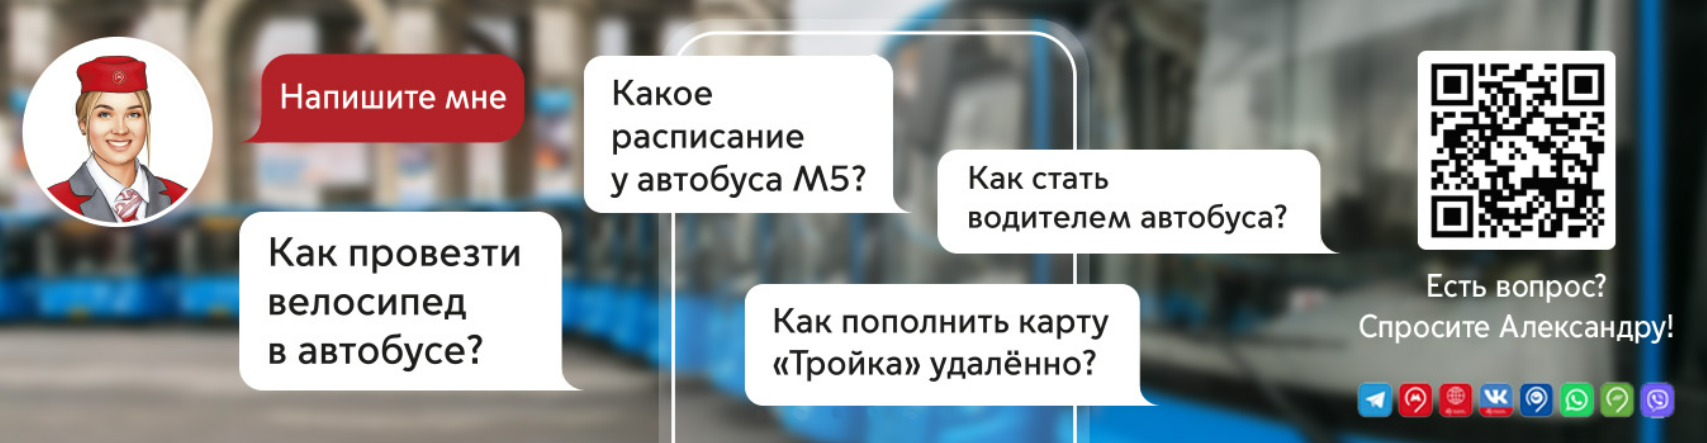 Напишите мне
Как провезти
велосипед
в автобусе?
Какое
расписание
у автобуса М5?
Как стать
водителем автобуса?
Как пополнить карту
«Тройка» удалённо?
Есть вопрос?
Спросите Александру!